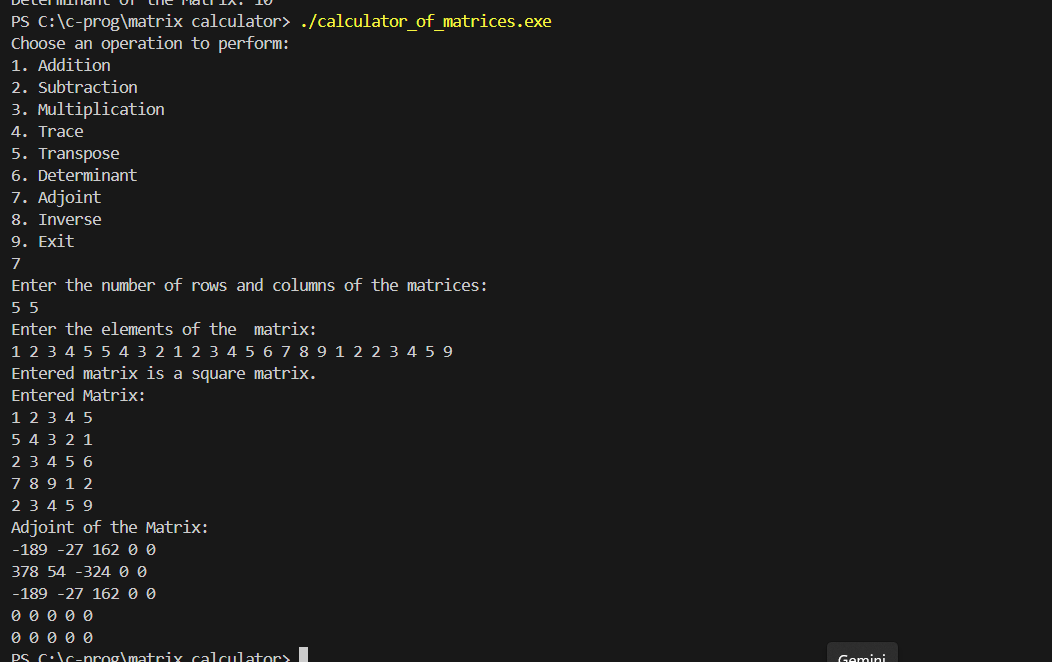 Determinant of the Matrix: 10
PS C:\c-prog\matrix calculator> ./calculator_of_matrices.exe
Choose an operation to perform:
1. Addition
2. Subtraction
3. Multiplication
4. Trace
5. Transpose
6. Determinant
7. Adjoint
8. Inverse
9. Exit
7
Enter the number of rows and columns of the matrices:
5 5
Enter the elements of the  matrix:
1 2 3 4 5 5 4 3 2 1 2 3 4 5 6 7 8 9 1 2 2 3 4 5 9
Entered matrix is a square matrix.
Entered Matrix:
1 2 3 4 5
5 4 3 2 1
2 3 4 5 6
7 8 9 1 2
2 3 4 5 9
Adjoint of the Matrix:
-189 -27 162 0 0
378 54 -324 0 0
-189 -27 162 0 0
0 0 0 0 0
0 0 0 0 0
PS C:\c-prog\matrix calculator>
Gemini